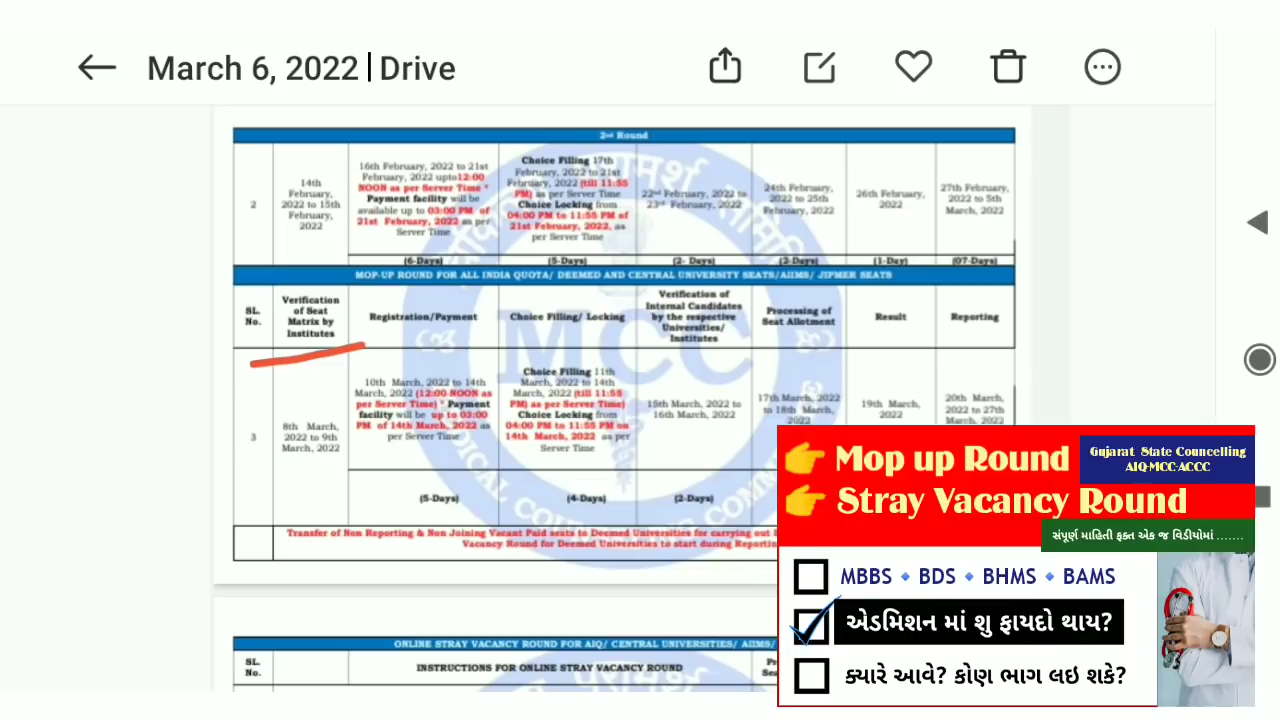 March 6, 2022 | Drive
2nd Round
2
14th
February,
2022 to 15th
February,
2022
16th February, 2022 to 21st
February, 2022 upto12:00
NOON as per Server Time *
Payment facility will be
available up to 03:00 PM of
21st February, 2022 as per
Server Time
Choice Filling 17th
February, 2022 to 21st
February, 2022 (till 11:55
PM) as per Server Time
Choice Locking from
04:00 PM to 11:55 PM of
21st February, 2022, as
per Server Time
22nd February, 2022 to
23rd February, 2022
24th February,
2022 to 25th
February, 2022
26th February,
2022
27th February,
2022 to 5th
March, 2022
(6-Days)
(5-Days)
(2- Days)
(2-Days)
(1-Day)
(07-Days)
MOP-UP ROUND FOR ALL INDIA QUOTA/ DEEMED AND CENTRAL UNIVERSITY SEATS/AIIMS/ JIPMER SEATS
SL.
No.
Verification
of Seat
Matrix by
Institutes
Registration/Payment
Choice Filling/ Locking
Verification of
Internal Candidates
by the respective
Universities/
Institutes
Processing of
Seat Allotment
Result
Reporting
3
8th March,
2022 to 9th
March, 2022
10th March, 2022 to 14th
March, 2022 (12:00 NOON as
per Server Time) * Payment
facility will be up to 03:00
PM of 14th March, 2022 as
per Server Time
Choice Filling 11th
March, 2022 to 14th
March, 2022 (till 11:55
PM) as per Server Time)
Choice Locking from
04:00 PM to 11:55 PM on
14th March, 2022 as per
Server Time
15th March, 2022 to
16th March, 2022
17th March, 2022
to 18th March,
2022
19th March,
2022
20th March,
2022 to 27th
March, 2022
(5-Days)
(4-Days)
(2-Days)
Transfer of Non Reporting & Non Joining Vacant Paid seats to Deemed Universities for carrying out
Vacancy Round for Deemed Universities to start during
MCC
ONLINE STRAY VACANCY ROUND FOR AIQ/ CENTRAL UNIVERSITIES/ AIIMS/
SL.
No.
INSTRUCTIONS FOR ONLINE STRAY VACANCY ROUND
👉 Mop up Round
Gujarat State Councelling
AIQ-MCC-ACCC
👉 Stray Vacancy Round
સંપૂર્ણ માહિતી ફક્ત એક જ વિડીયોમાં .......
MBBS 🔹 BDS 🔹 BHMS 🔹 BAMS
એડમિશન માં શુ ફાયદો થાય?
ક્યારે આવે? કોણ ભાગ લઇ શકે?